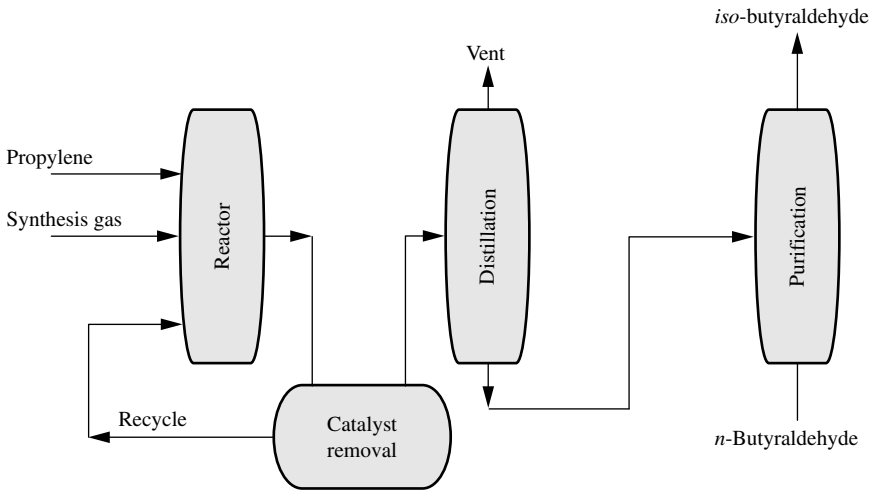 iso-butyraldehyde
Vent
Propylene
Synthesis gas
Reactor
Distillation
Purification
Recycle
Catalyst
removal
n-Butyraldehyde